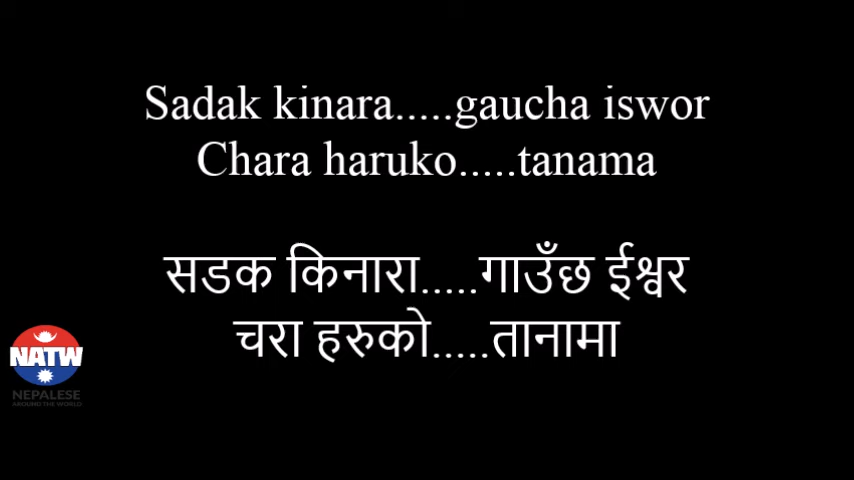 Sadak kinara.....gaucha iswor
Chara haruko.....tanama
सडक किनारा.....गाउँछ ईश्वर
चरा हरुको.....तानामा
NATW
NEPALESE
AROUND THE WORLD